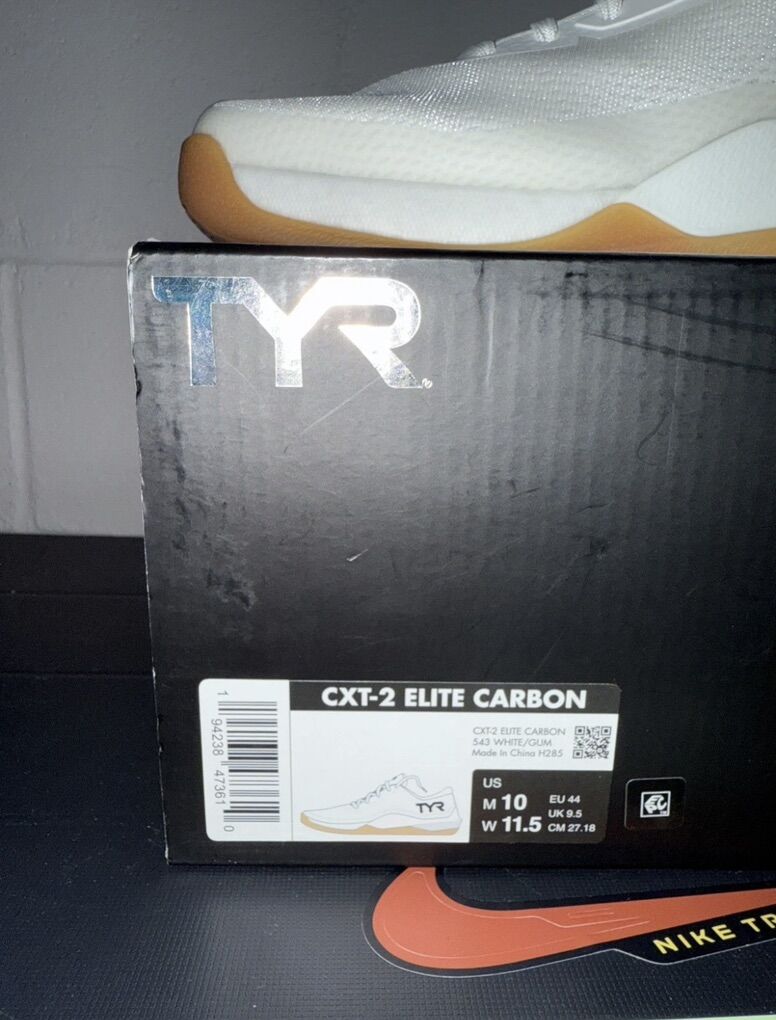 TYR
CXT-2 ELITE CARBON
CXT-2 ELITE CARBON
543 WHITE/GUM
Made In China H285
1 94238 47361 0
TYR
US
M 10 EU 44
UK 9.5
W 11.5 CM 27.18
NIKE TR